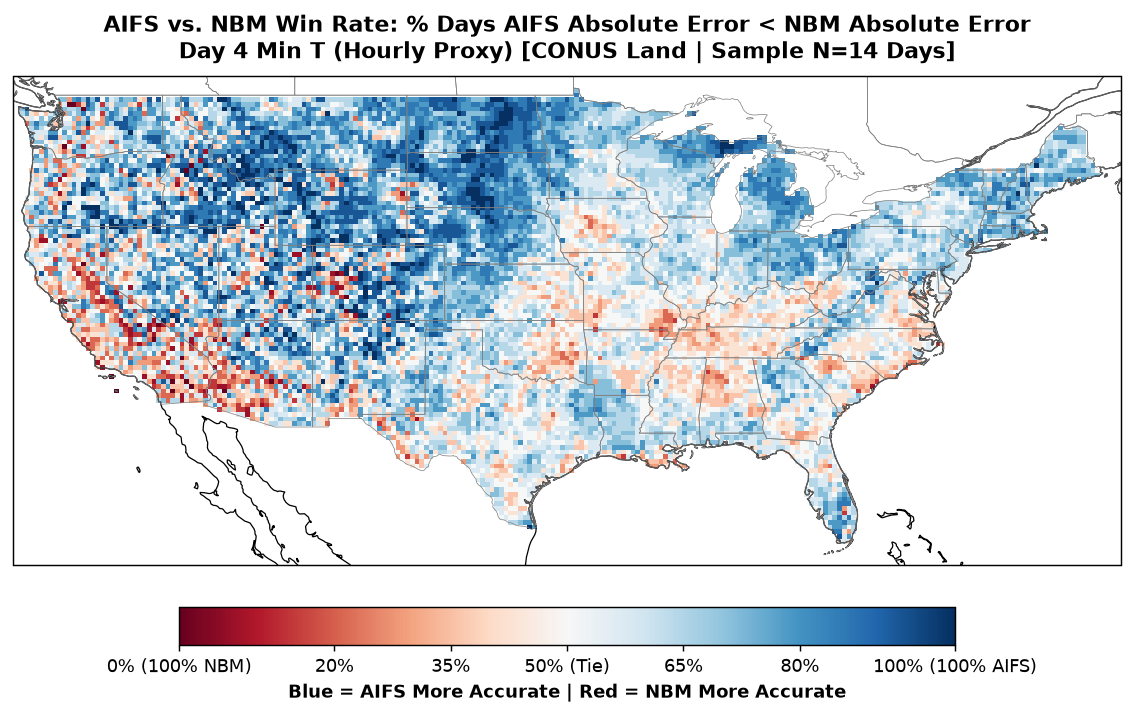 AIFS vs. NBM Win Rate: % Days AIFS Absolute Error < NBM Absolute Error
Day 4 Min T (Hourly Proxy) [CONUS Land | Sample N=14 Days]
0% (100% NBM) 20% 35% 50% (Tie) 65% 80% 100% (100% AIFS)
Blue = AIFS More Accurate | Red = NBM More Accurate